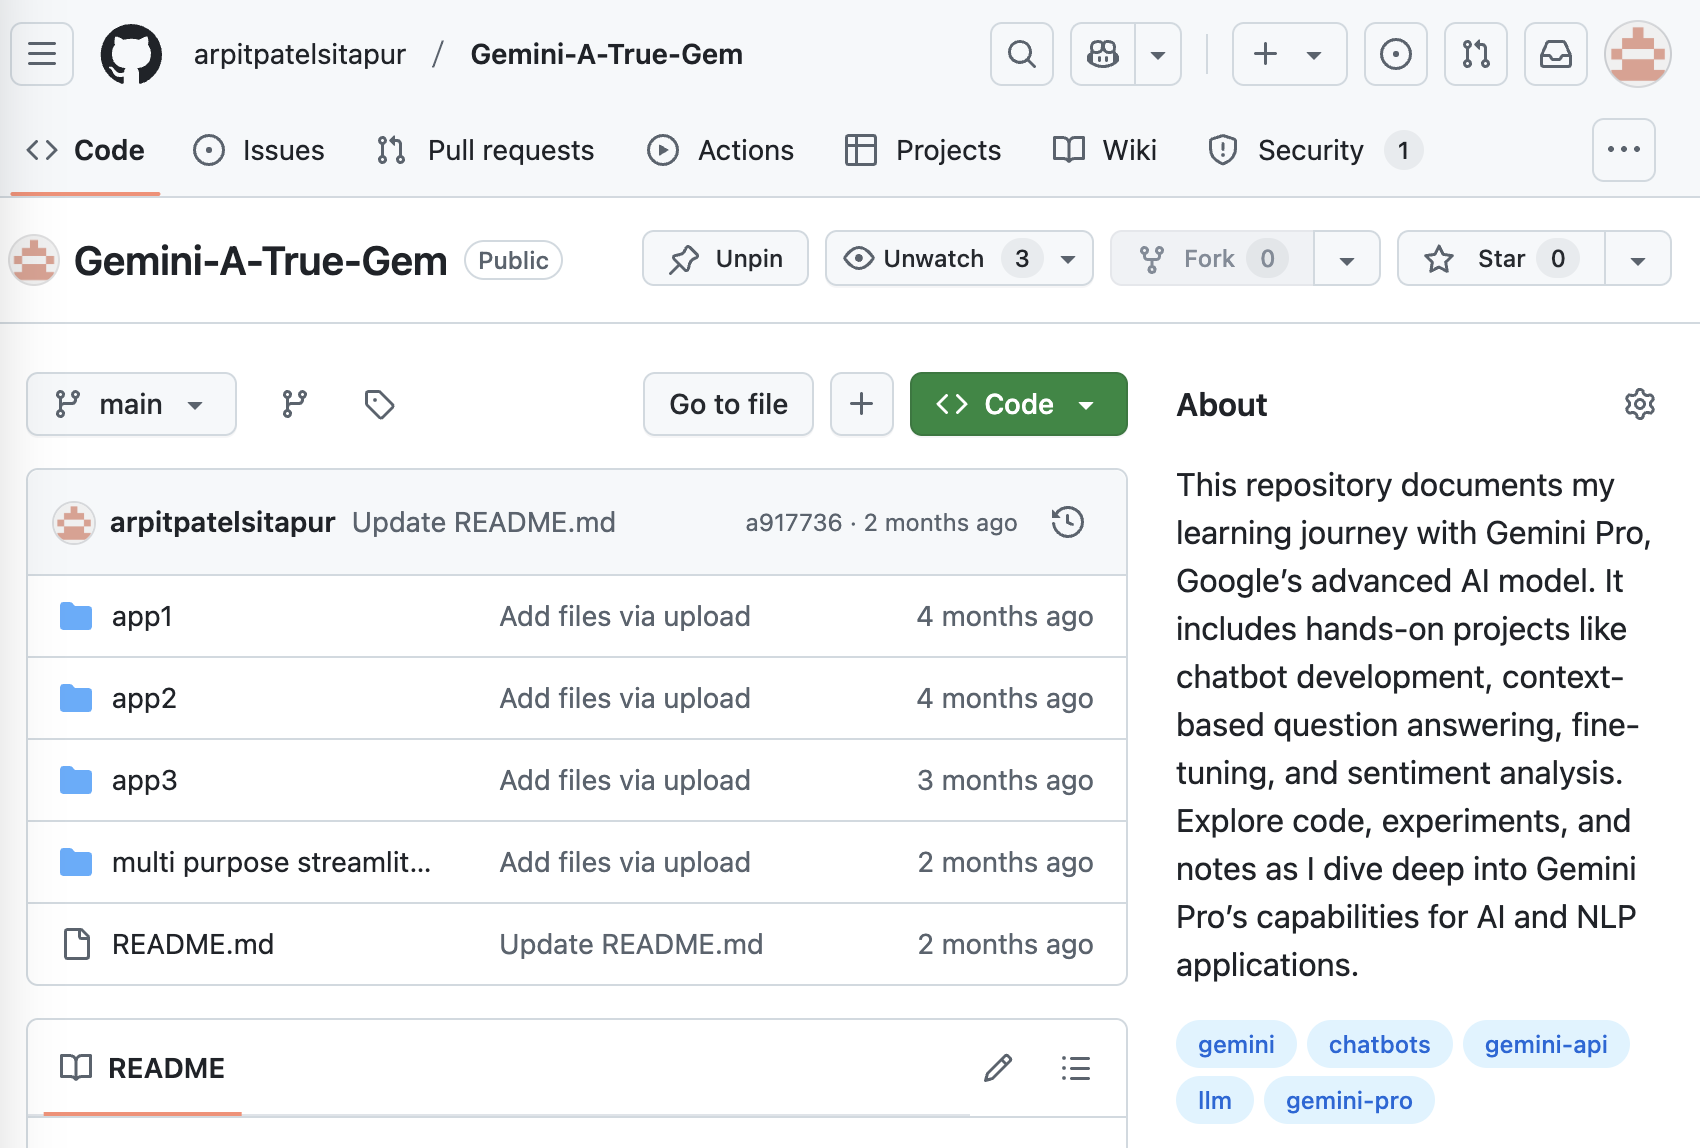 arpitpatelsitapur / Gemini-A-True-Gem
Code Issues Pull requests Actions Projects Wiki Security 1
Gemini-A-True-Gem Public Unpin Unwatch 3 Fork 0 Star 0
main Go to file Code
arpitpatelsitapur Update README.md a917736 · 2 months ago
app1 Add files via upload 4 months ago
app2 Add files via upload 4 months ago
app3 Add files via upload 3 months ago
multi purpose streamlit... Add files via upload 2 months ago
README.md Update README.md 2 months ago
README
About
This repository documents my
learning journey with Gemini Pro,
Google’s advanced AI model. It
includes hands-on projects like
chatbot development, context-
based question answering, fine-
tuning, and sentiment analysis.
Explore code, experiments, and
notes as I dive deep into Gemini
Pro’s capabilities for AI and NLP
applications.
gemini chatbots gemini-api
llm gemini-pro